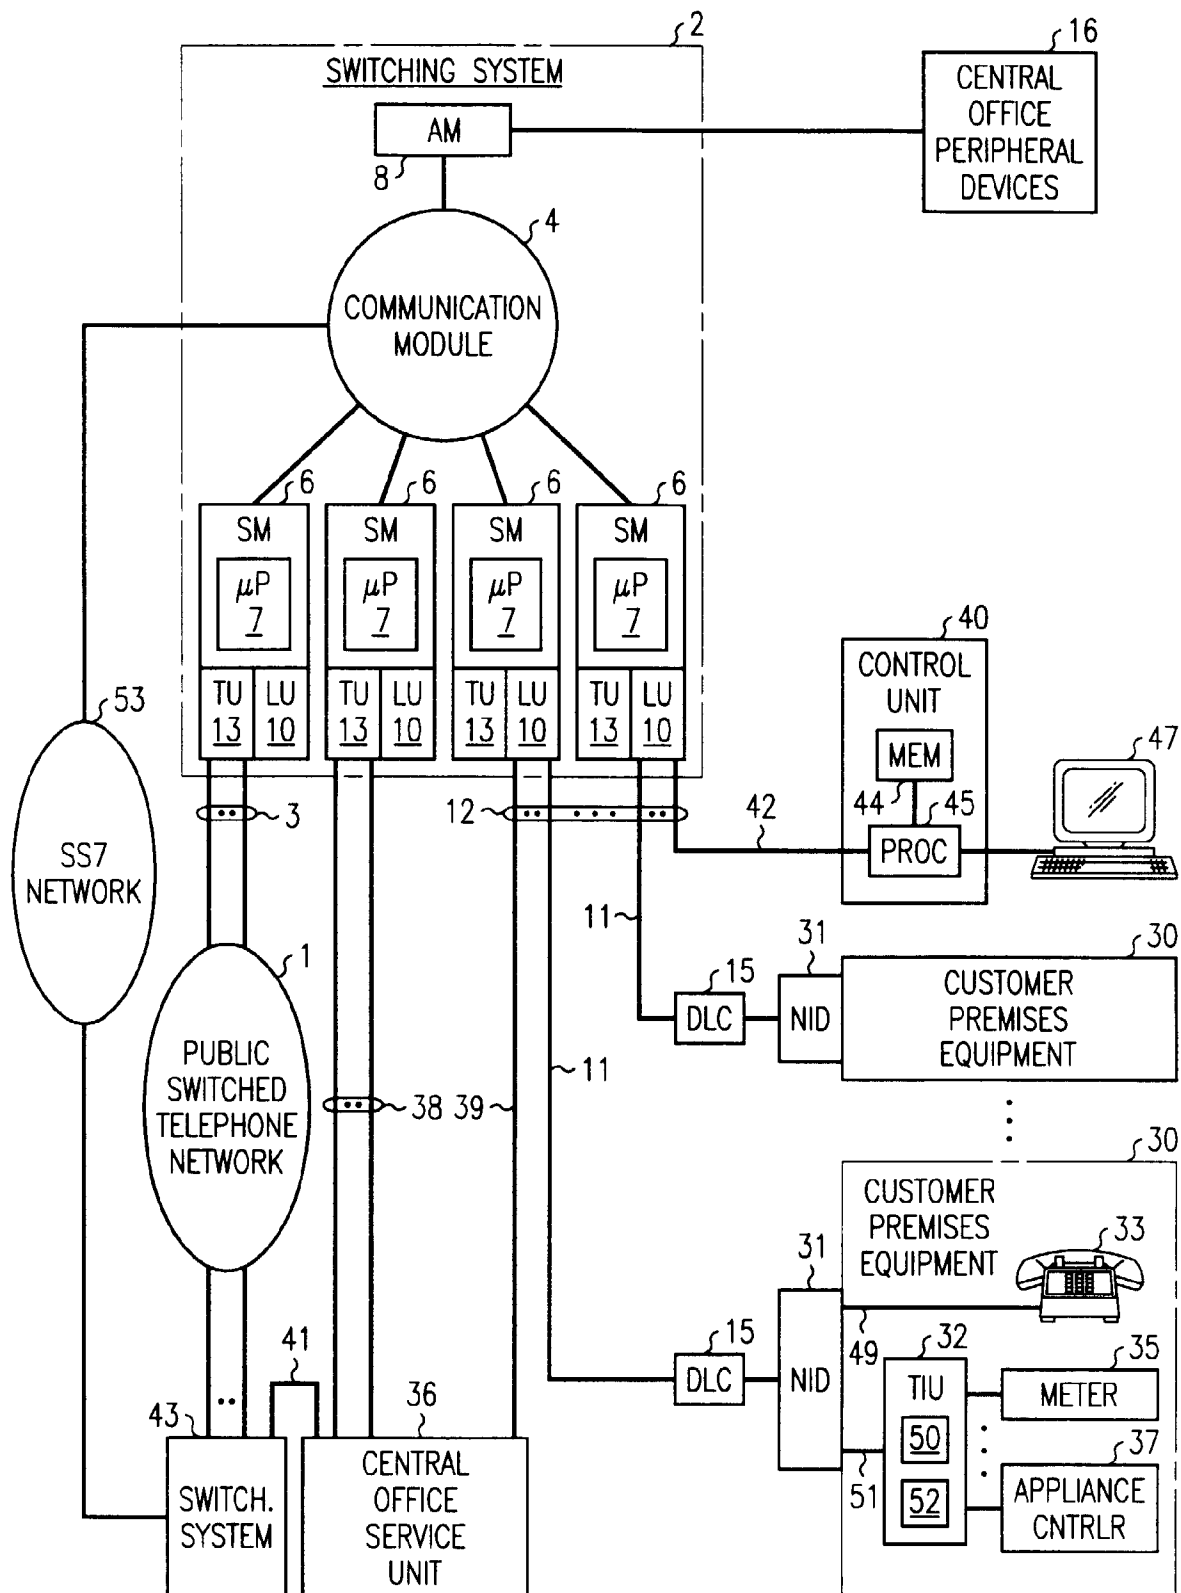 2
SWITCHING SYSTEM
16
CENTRAL
OFFICE
PERIPHERAL
DEVICES
AM
8
4
COMMUNICATION
MODULE
6 6 6 6
SM SM SM SM
μP μP μP μP
7 7 7 7
TU LU TU LU TU LU TU LU
13 10 13 10 13 10 13 10
40
CONTROL
UNIT
MEM
44 45
PROC
47
53
SS7
NETWORK
3
12
42
11
31
30
15
DLC
NID
CUSTOMER
PREMISES
EQUIPMENT
1
PUBLIC
SWITCHED
TELEPHONE
NETWORK
38
39
11
30
CUSTOMER
PREMISES
EQUIPMENT
33
31
15
DLC
NID
49
32
TIU
50
52
51
35
METER
37
APPLIANCE
CNTRLR
41
43
SWITCH.
SYSTEM
36
CENTRAL
OFFICE
SERVICE
UNIT